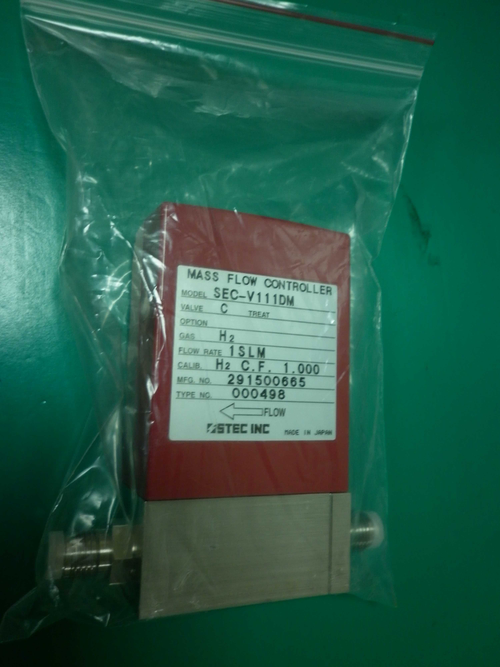 MASS FLOW CONTROLLER
MODEL SEC-V111DM
VALVE C TREAT
OPTION
GAS H2
FLOW RATE 1SLM
CALIB. H2 C.F. 1.000
MFG. NO. 291500665
TYPE NO. 000498
FLOW
STEC INC MADE IN JAPAN